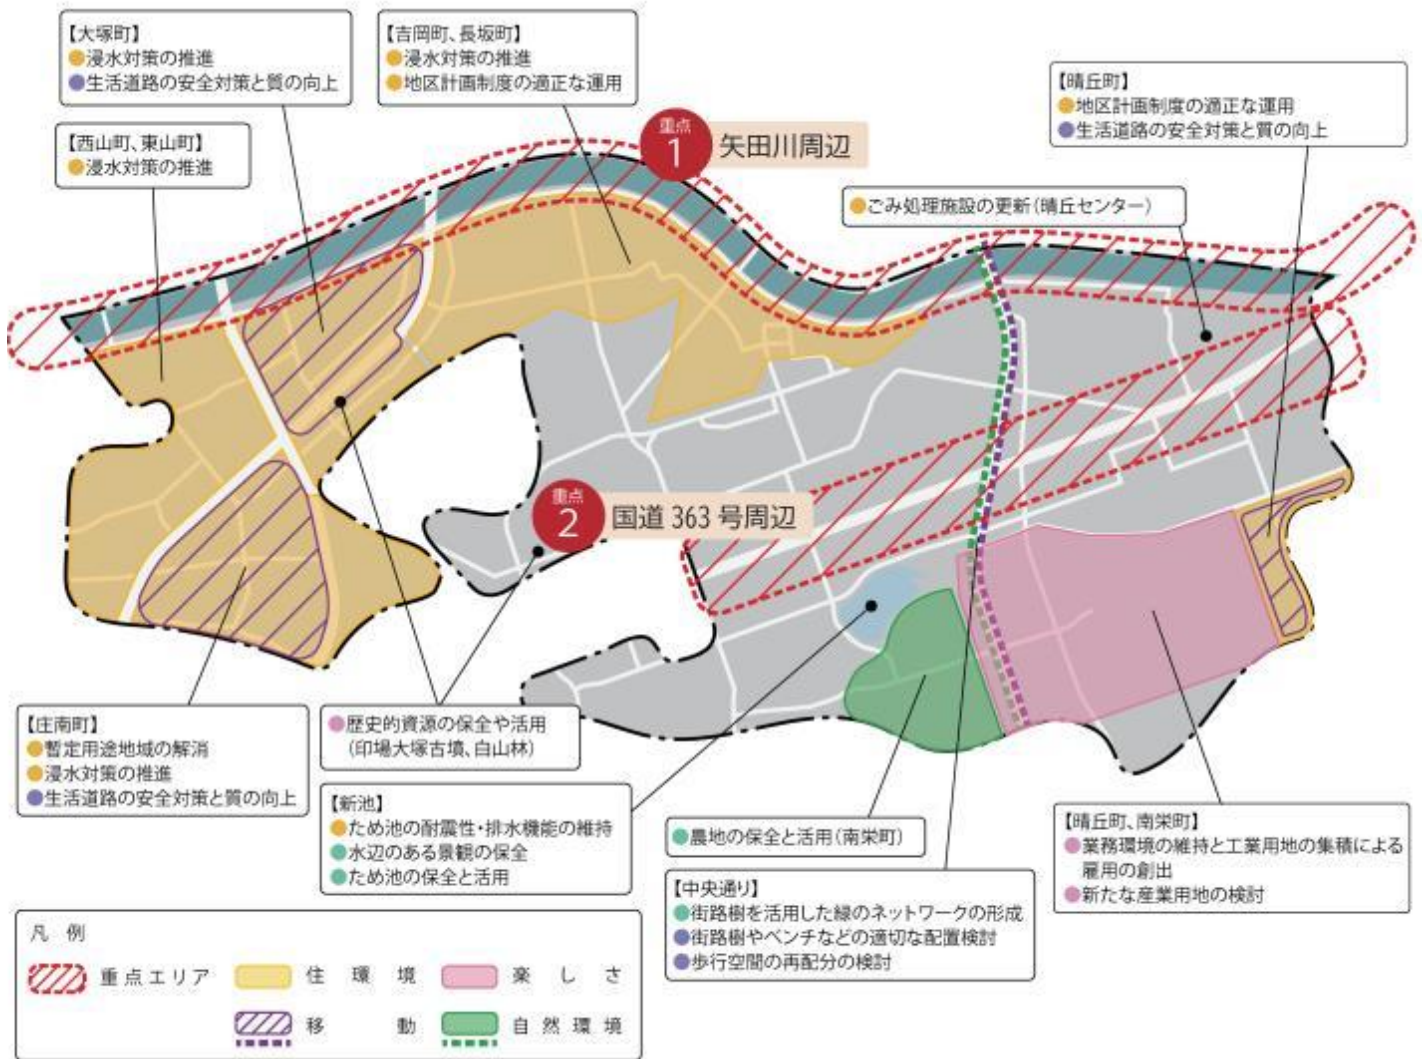 【大塚町】
●浸水対策の推進
●生活道路の安全対策と質の向上
【吉岡町、長坂町】
●浸水対策の推進
●地区計画制度の適正な運用
【晴丘町】
●地区計画制度の適正な運用
●生活道路の安全対策と質の向上
【西山町、東山町】
●浸水対策の推進
重点
1
矢田川周辺
●ごみ処理施設の更新(晴丘センター)
重点
2
国道363号周辺
【庄南町】
●暫定用途地域の解消
●浸水対策の推進
●生活道路の安全対策と質の向上
●歴史的資源の保全や活用
(印場大塚古墳、白山林)
【新池】
●ため池の耐震性・排水機能の維持
●水辺のある景観の保全
●ため池の保全と活用
●農地の保全と活用(南栄町)
【中央通り】
●街路樹を活用した緑のネットワークの形成
●街路樹やベンチなどの適切な配置検討
●歩行空間の再配分の検討
【晴丘町、南栄町】
●業務環境の維持と工業用地の集積による
雇用の創出
●新たな産業用地の検討
凡例
重点エリア
住環境
楽しさ
移動
自然環境